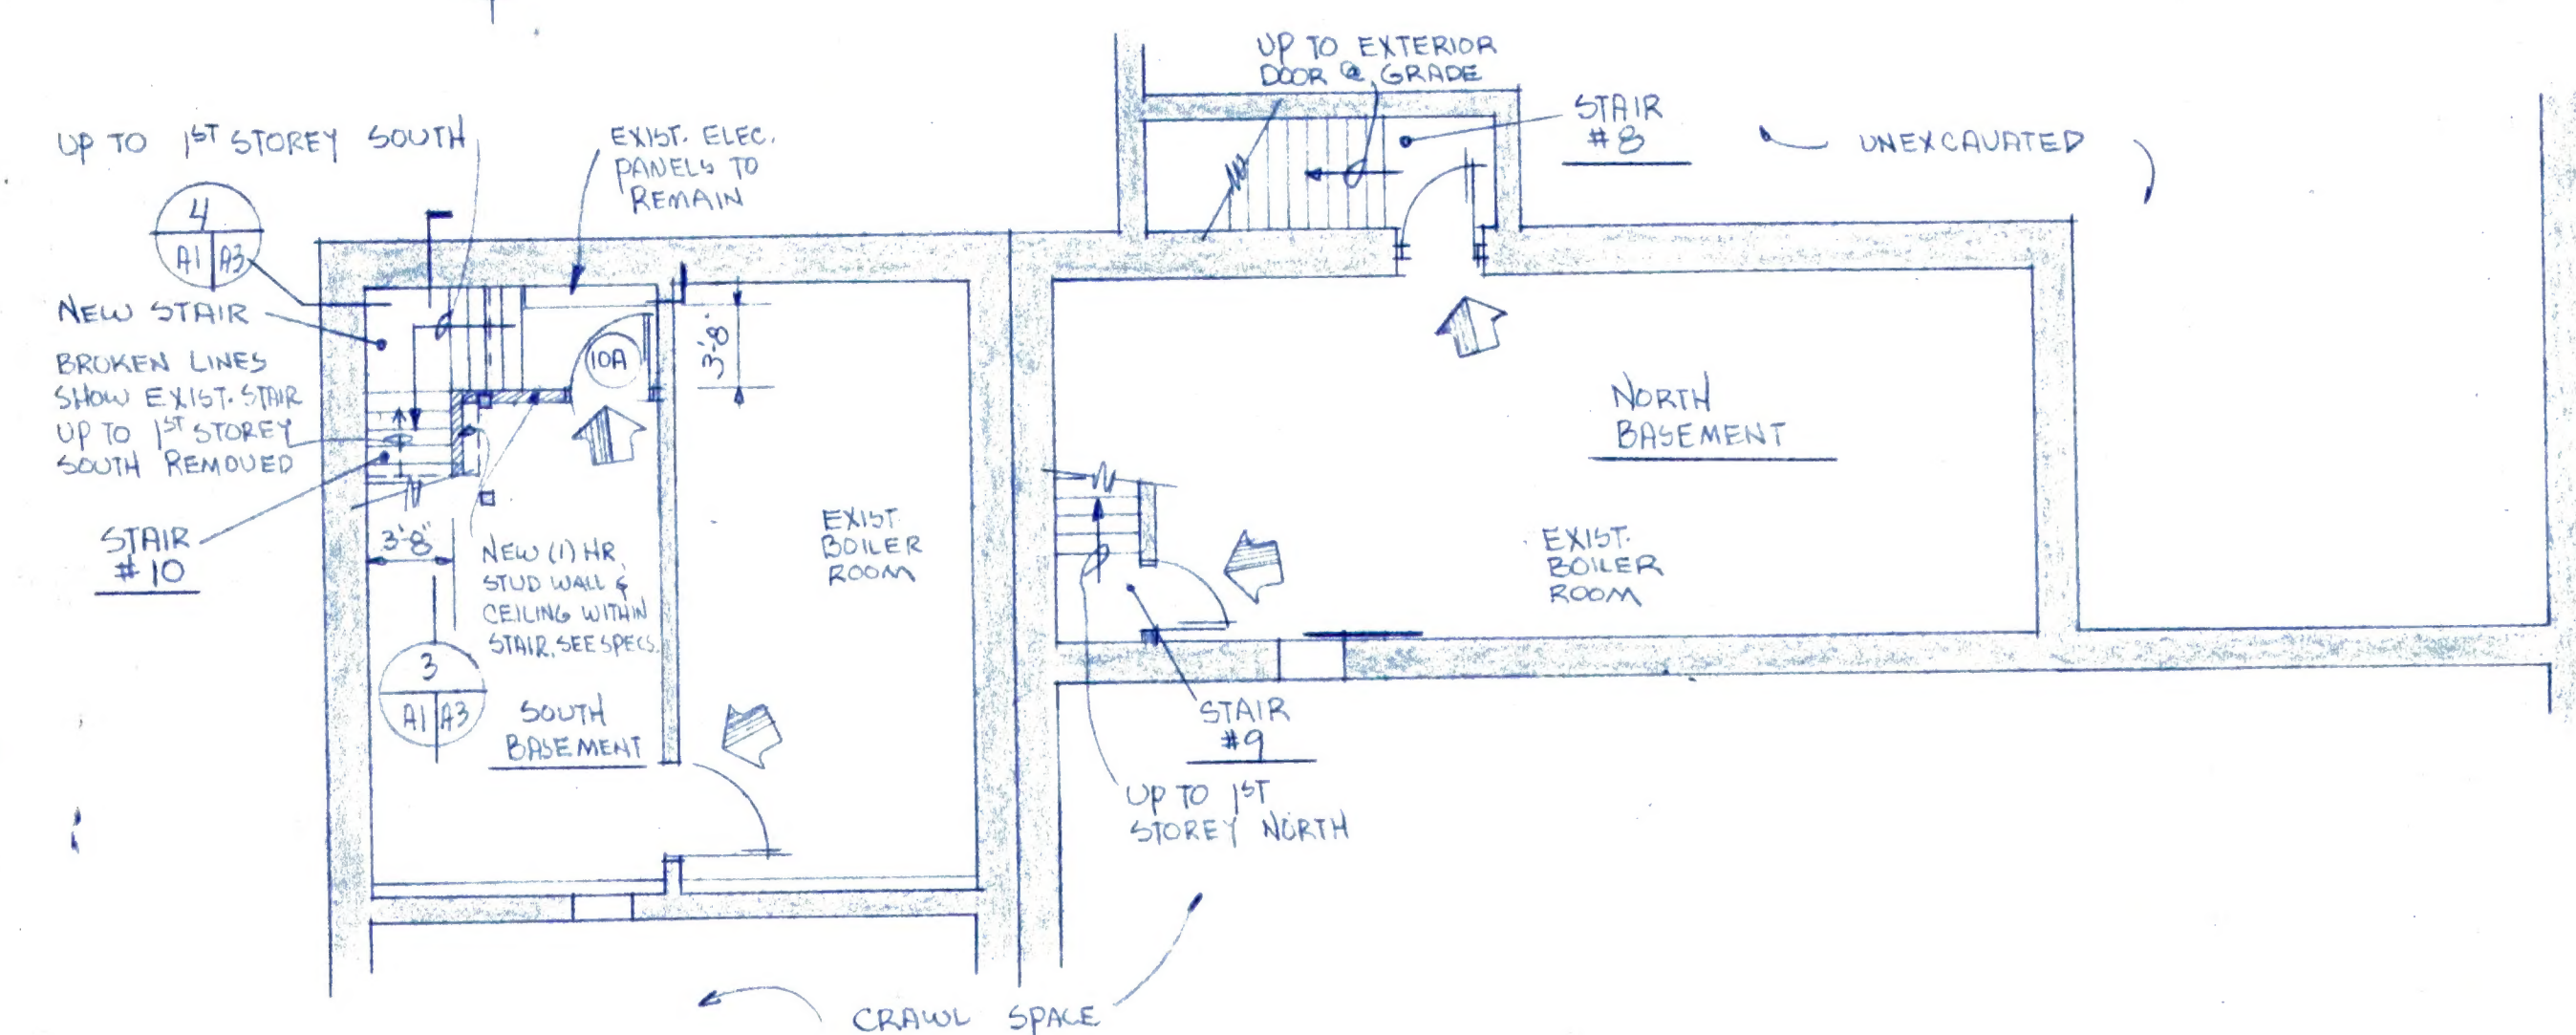 UP TO EXTERIOR
DOOR @ GRADE
STAIR
#8
UNEXCAVATED
UP TO 1ST STOREY SOUTH
EXIST. ELEC.
PANELS TO
REMAIN
4
A1 A3
NEW STAIR
BROKEN LINES
SHOW EXIST. STAIR
UP TO 1ST STOREY
SOUTH REMOVED
STAIR
#10
10A
3'-8"
3'-8"
NEW (1) HR.
STUD WALL &
CEILING WITHIN
STAIR. SEE SPECS.
3
A1 A3
SOUTH
BASEMENT
EXIST.
BOILER
ROOM
NORTH
BASEMENT
EXIST.
BOILER
ROOM
STAIR
#9
UP TO 1ST
STOREY NORTH
CRAWL SPACE